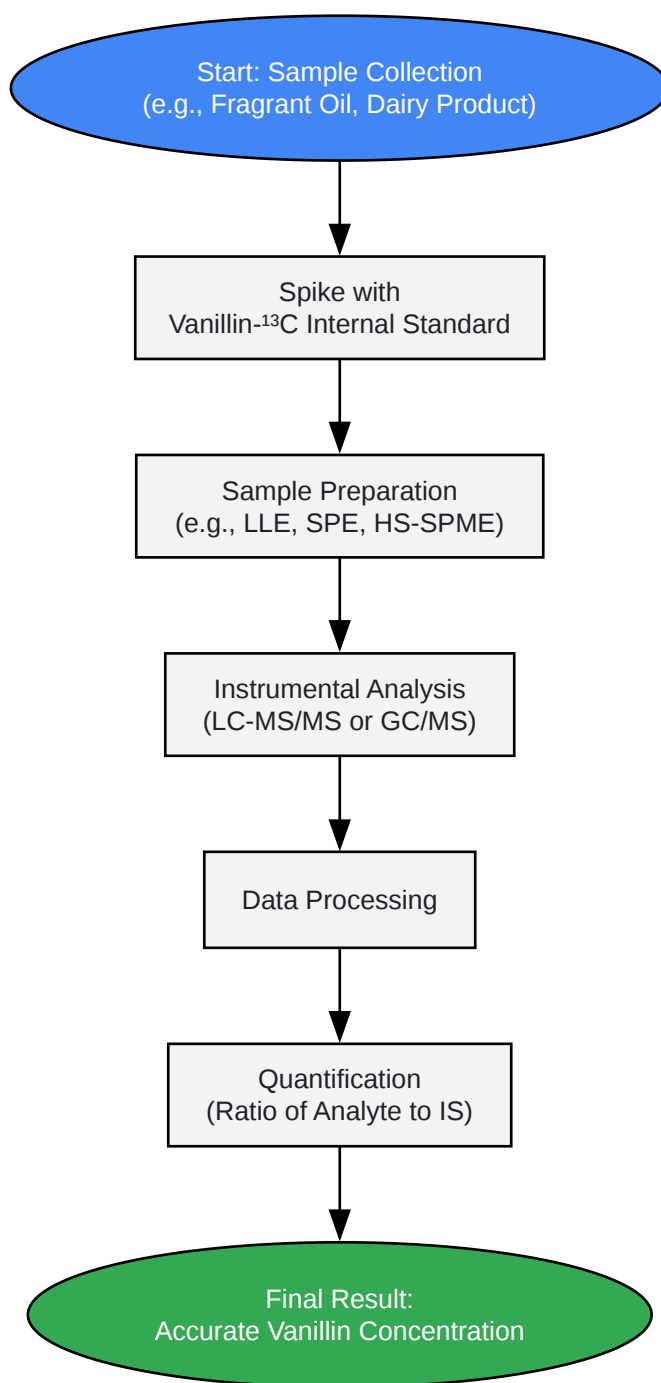 Start: Sample Collection
(e.g., Fragrant Oil, Dairy Product)
Spike with
Vanillin-¹³C Internal Standard
Sample Preparation
(e.g., LLE, SPE, HS-SPME)
Instrumental Analysis
(LC-MS/MS or GC/MS)
Data Processing
Quantification
(Ratio of Analyte to IS)
Final Result:
Accurate Vanillin Concentration